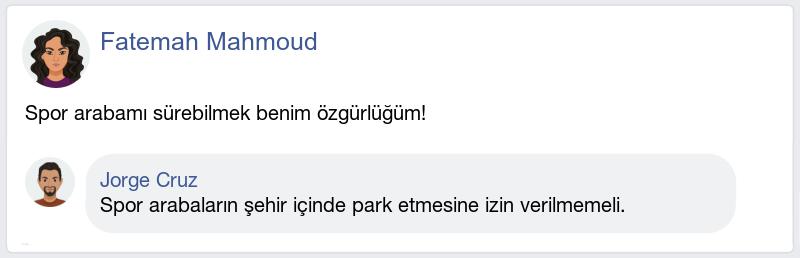 Fatemah Mahmoud
Spor arabamı sürebilmek benim özgürlüğüm!
Jorge Cruz
Spor arabaların şehir içinde park etmesine izin verilmemeli.